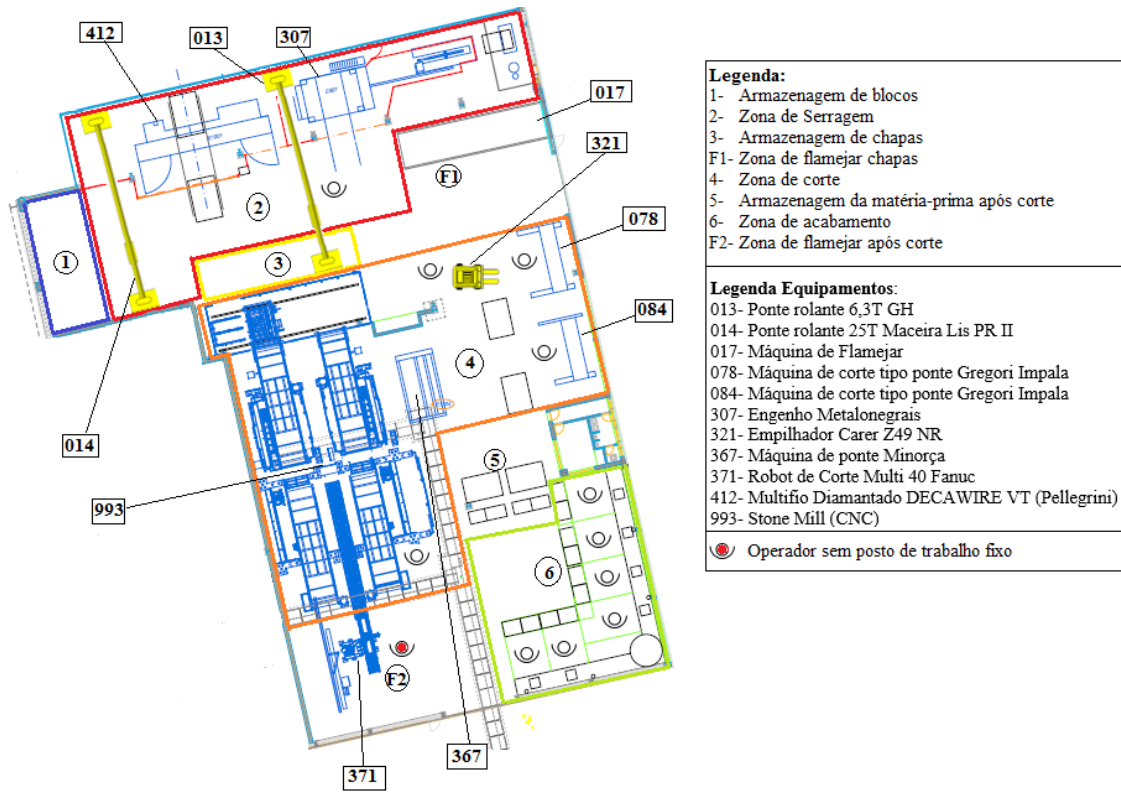 412
013
307
017
321
F1
2
078
1
3
084
4
014
5
993
6
F2
367
371
Legenda:
1- Armazenagem de blocos
2- Zona de Serragem
3- Armazenagem de chapas
F1- Zona de flamejar chapas
4- Zona de corte
5- Armazenagem da matéria-prima após corte
6- Zona de acabamento
F2- Zona de flamejar após corte
Legenda Equipamentos:
013- Ponte rolante 6,3T GH
014- Ponte rolante 25T Maceira Lis PR II
017- Máquina de Flamejar
078- Máquina de corte tipo ponte Gregori Impala
084- Máquina de corte tipo ponte Gregori Impala
307- Engenho Metalonegrais
321- Empilhador Carer Z49 NR
367- Máquina de ponte Minorça
371- Robot de Corte Multi 40 Fanuc
412- Multifio Diamantado DECAWIRE VT (Pellegrini)
993- Stone Mill (CNC)
Operador sem posto de trabalho fixo